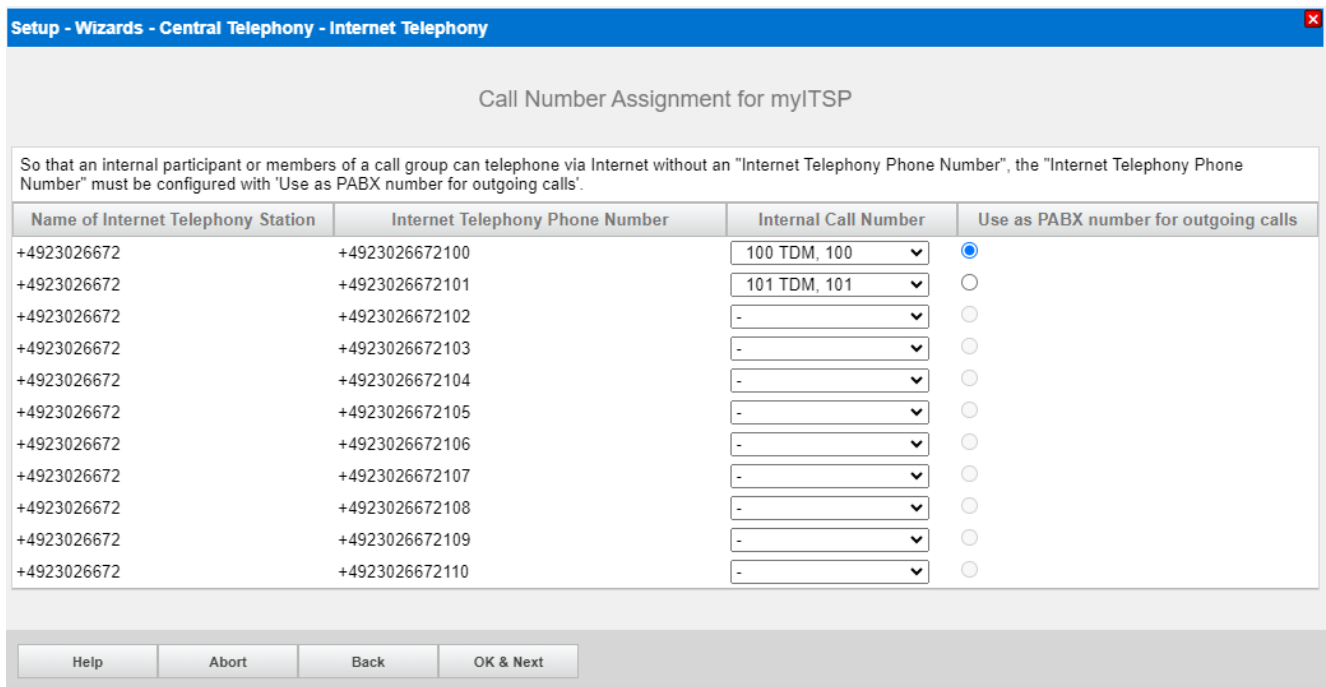 Setup - Wizards - Central Telephony - Internet Telephony
Call Number Assignment for myITSP
So that an internal participant or members of a call group can telephone via Internet without an "Internet Telephony Phone Number", the "Internet Telephony Phone
Number" must be configured with 'Use as PABX number for outgoing calls'.
Name of Internet Telephony Station Internet Telephony Phone Number Internal Call Number Use as PABX number for outgoing calls
+4923026672 +4923026672100 100 TDM, 100
+4923026672 +4923026672101 101 TDM, 101
+4923026672 +4923026672102 -
+4923026672 +4923026672103 -
+4923026672 +4923026672104 -
+4923026672 +4923026672105 -
+4923026672 +4923026672106 -
+4923026672 +4923026672107 -
+4923026672 +4923026672108 -
+4923026672 +4923026672109 -
+4923026672 +4923026672110 -
Help Abort Back OK & Next